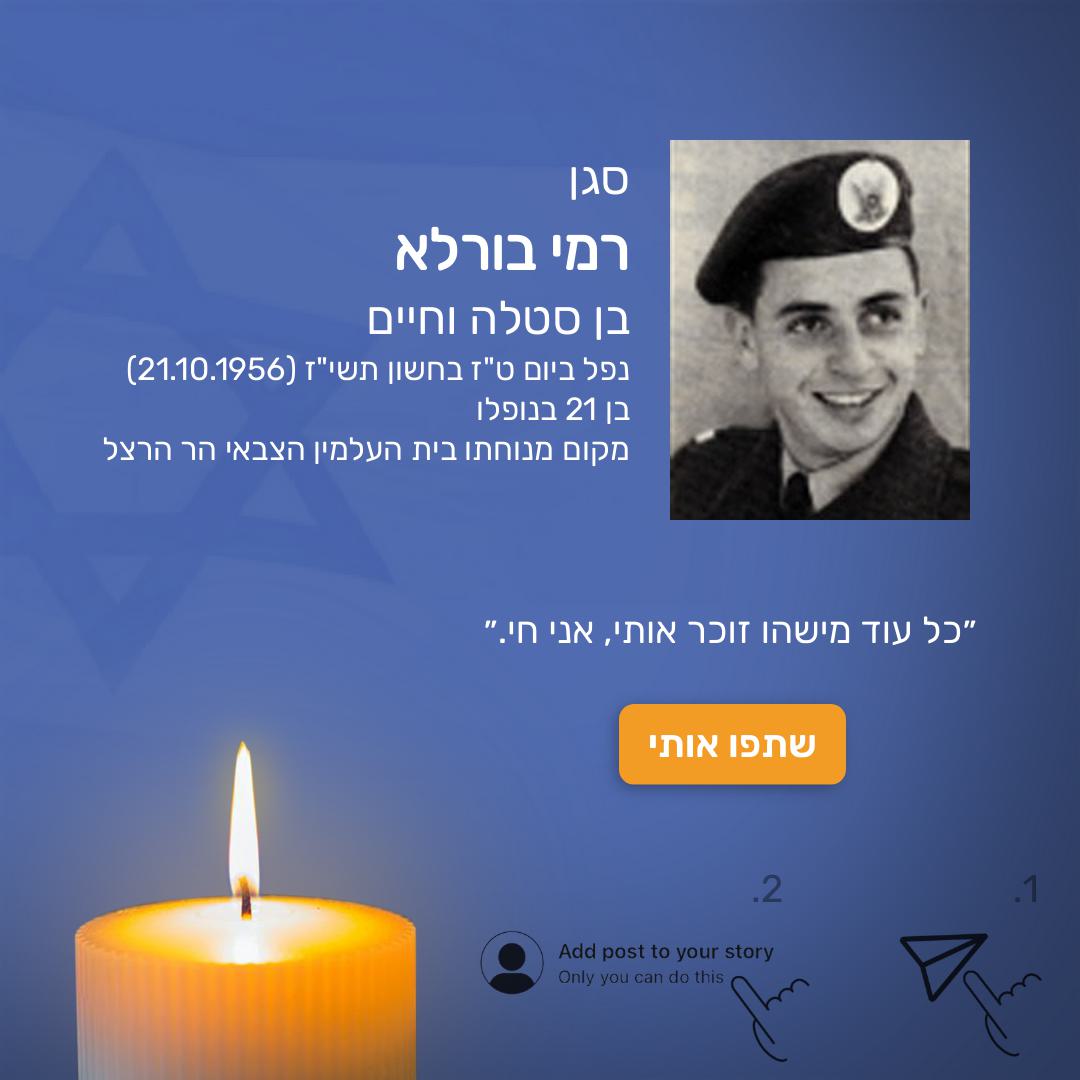 סגן
רמי בורלא
בן סטלה וחיים
נפל ביום ט"ז בחשון תשי"ז (21.10.1956)
בן 21 בנופלו
מקום מנוחתו בית העלמין הצבאי הר הרצל
״כל עוד מישהו זוכר אותי, אני חי.״
שתפו אותי
1.
2.
Add post to your story
Only you can do this